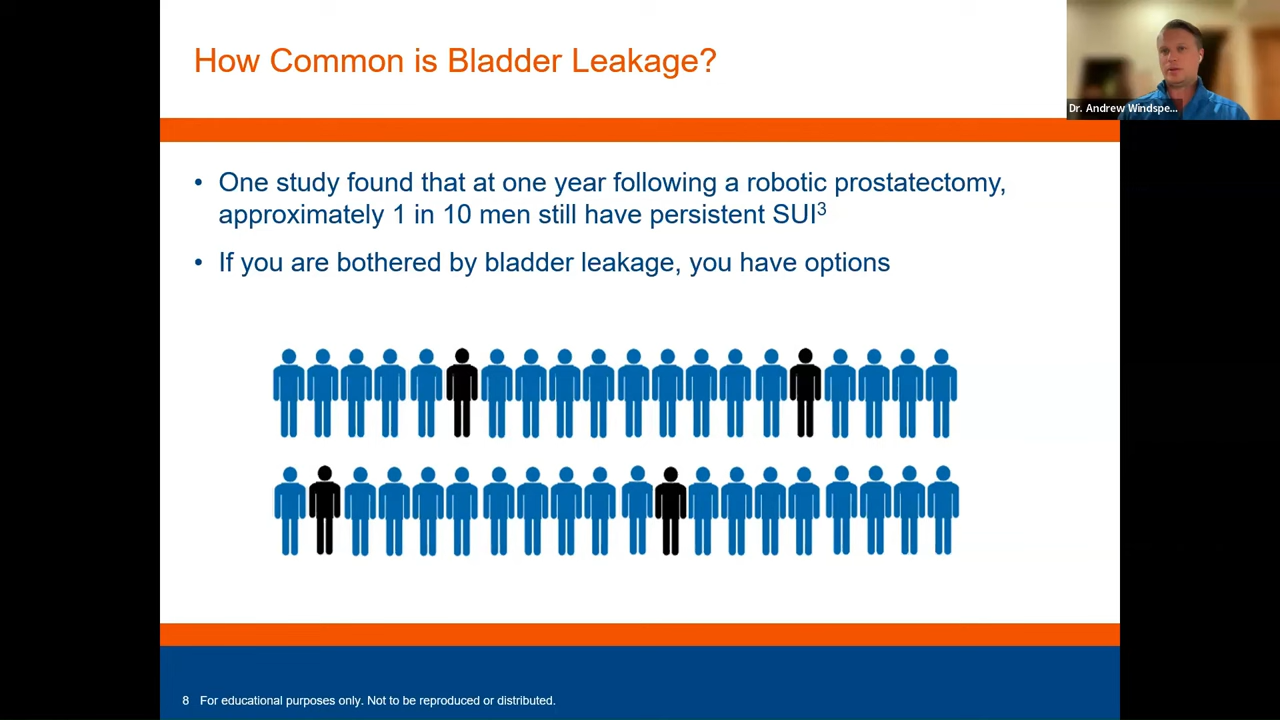 How Common is Bladder Leakage?
Dr. Andrew Windspe...
• One study found that at one year following a robotic prostatectomy,
approximately 1 in 10 men still have persistent SUI³
• If you are bothered by bladder leakage, you have options
8 For educational purposes only. Not to be reproduced or distributed.